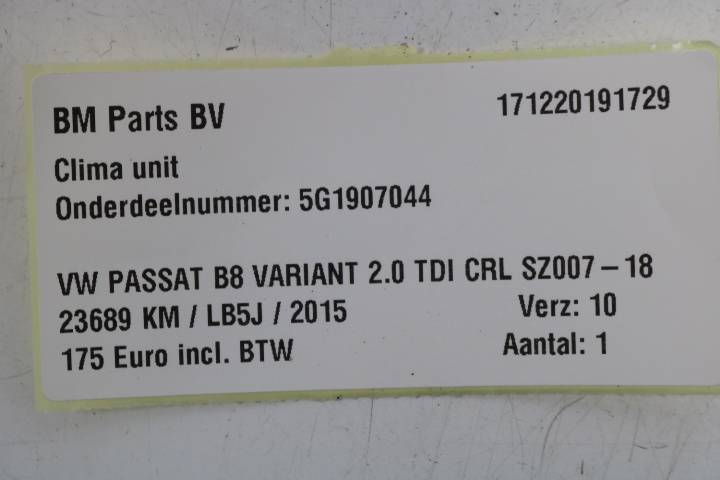 BM Parts BV 171220191729
Clima unit
Onderdeelnummer: 5G1907044
VW PASSAT B8 VARIANT 2.0 TDI CRL SZ007-18
23689 KM / LB5J / 2015 Verz: 10
175 Euro incl. BTW Aantal: 1